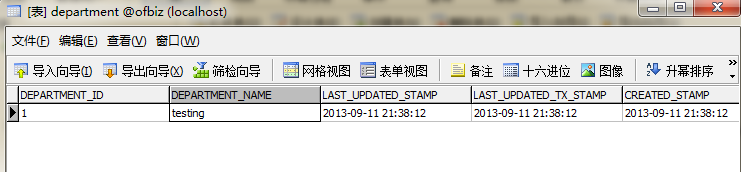 [表] department @ofbiz (localhost)
文件(F) 编辑(E) 查看(V) 窗口(W)
导入向导(I) 导出向导(X) 筛检向导 网格视图 表单视图 备注 十六进位 图像 升幂排序 »
DEPARTMENT_ID DEPARTMENT_NAME LAST_UPDATED_STAMP LAST_UPDATED_TX_STAMP CREATED_STAMP
1 testing 2013-09-11 21:38:12 2013-09-11 21:38:12 2013-09-11 21:38:12